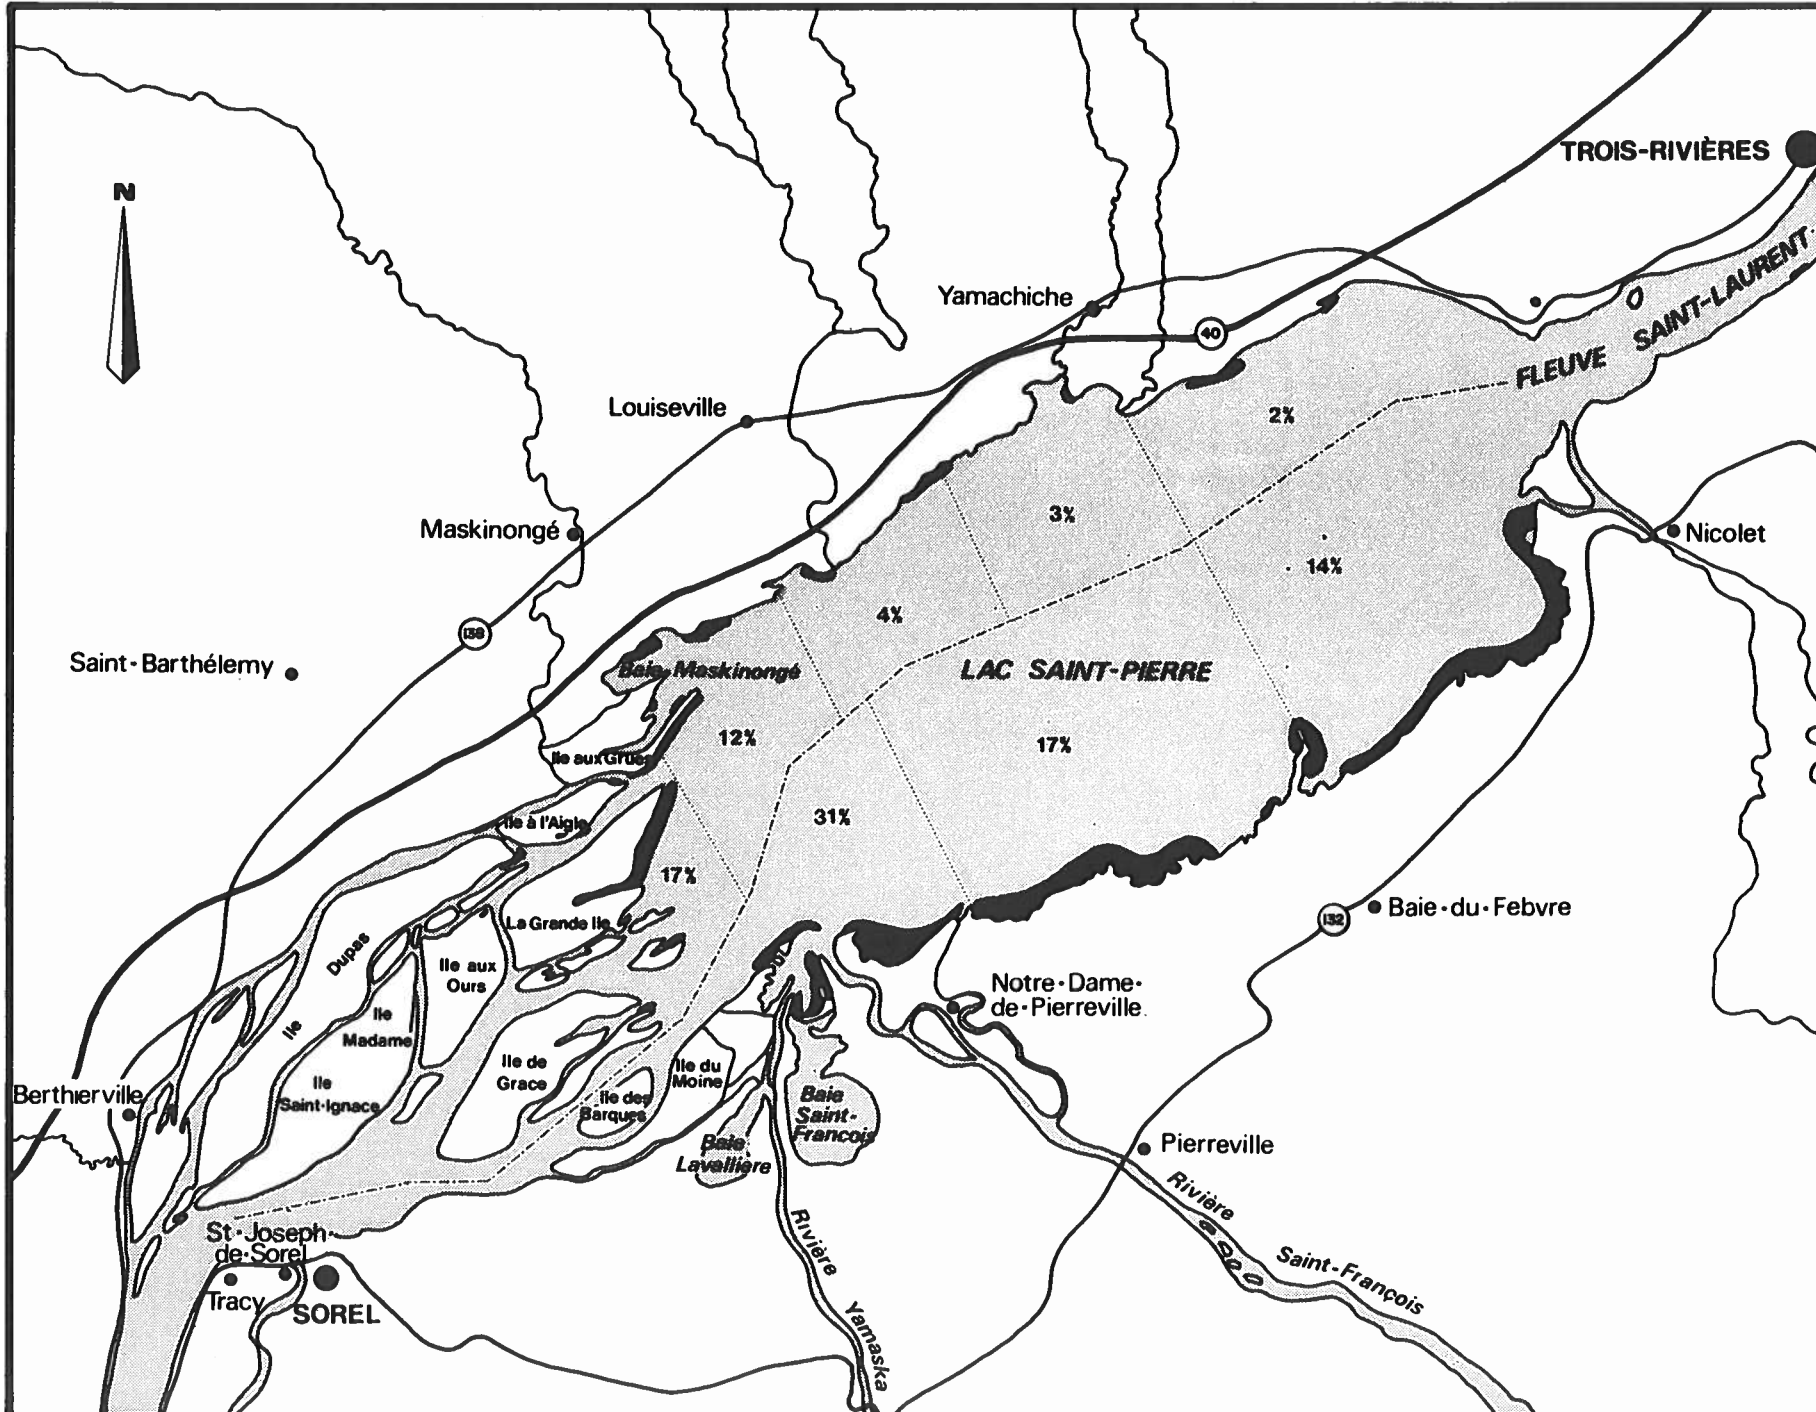 TROIS-RIVIÈRES
N
FLEUVE SAINT-LAURENT
Yamachiche
40
Louiseville
2%
3%
Maskinongé
Nicolet
14%
4%
138
Saint-Barthélemy
Baie Maskinongé
LAC SAINT-PIERRE
12%
17%
Ile aux Grues
31%
Ile à l'Aigle
17%
La Grande Ile
132
Baie-du-Febvre
Ile Dupas
Ile aux
Ours
Notre-Dame-
de-Pierreville
Ile
Madame
Ile de
Grace
Ile du
Moine
Ile
Saint-Ignace
Ile des
Barques
Bertherville
Baie
Saint-
François
Baie
Lavallière
Pierreville
Rivière
Saint-François
Rivière
Yamaska
St-Joseph-
de-Sorel
Tracy
SOREL